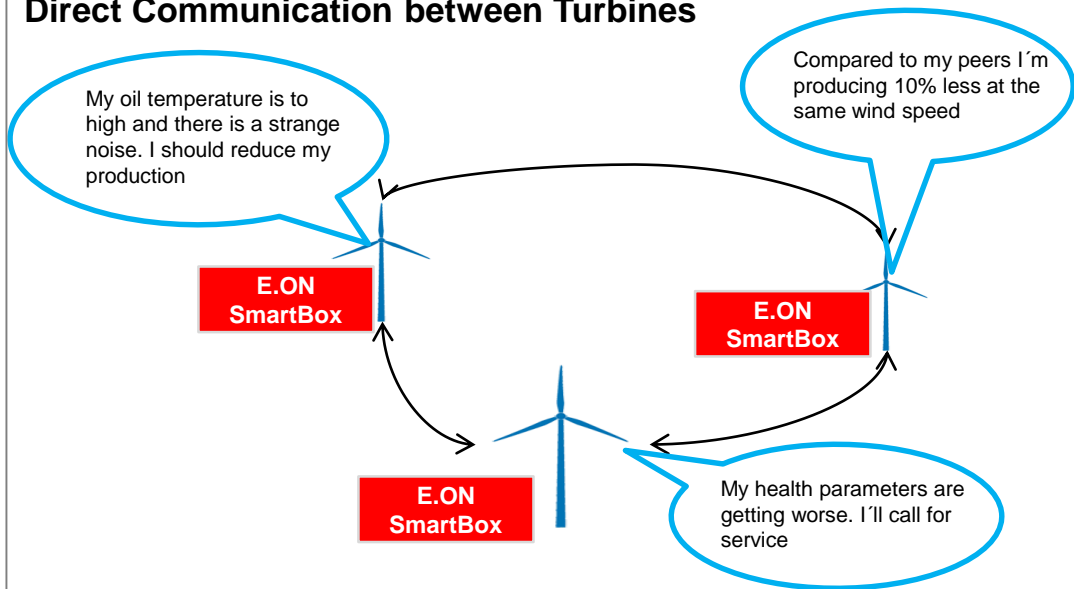 Direct Communication between Turbines
My oil temperature is to
high and there is a strange
noise. I should reduce my
production
Compared to my peers I´m
producing 10% less at the
same wind speed
E.ON
SmartBox
E.ON
SmartBox
E.ON
SmartBox
My health parameters are
getting worse. I´ll call for
service